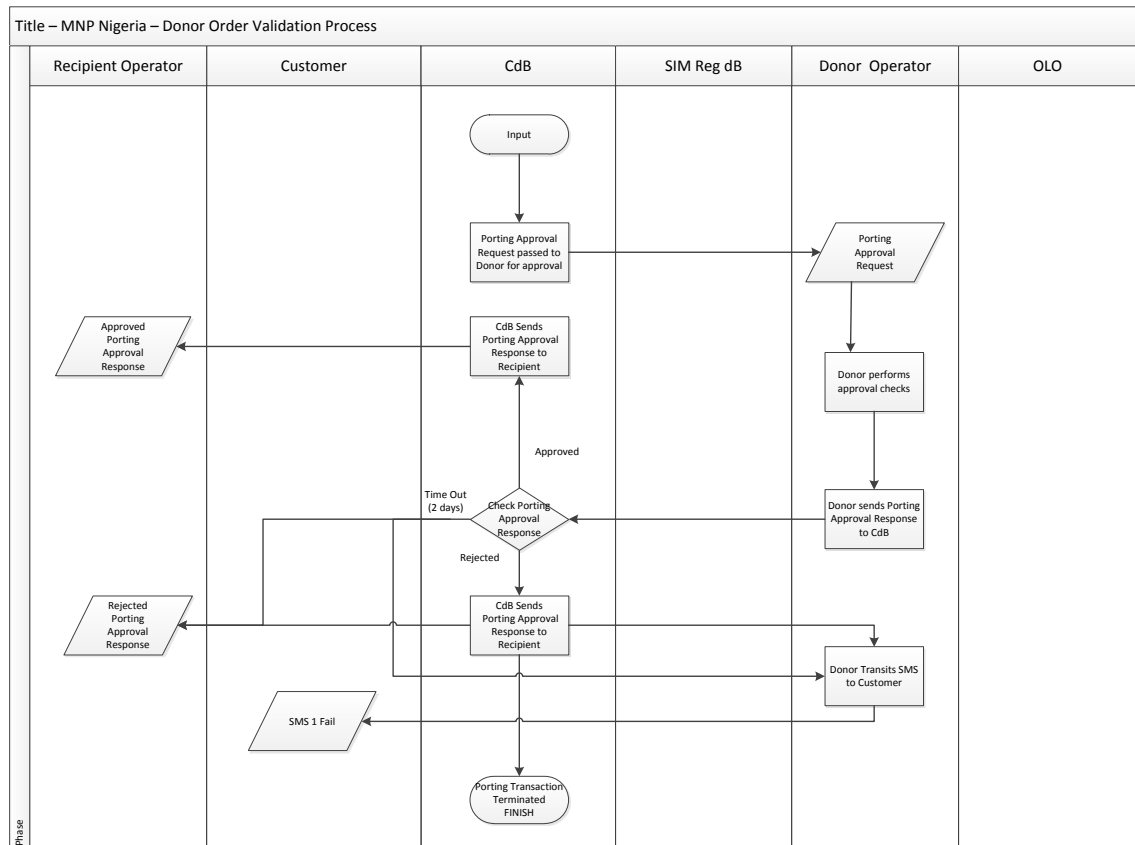 Title – MNP Nigeria – Donor Order Validation Process
Recipient Operator
Customer
CdB
SIM Reg dB
Donor Operator
OLO
Input
Porting Approval
Request passed to
Donor for approval
Porting
Approval
Request
Approved
Porting
Approval
Response
CdB Sends
Porting Approval
Response to
Recipient
Donor performs
approval checks
Approved
Time Out
(2 days)
Check Porting
Approval
Response
Donor sends Porting
Approval Response
to CdB
Rejected
Rejected
Porting
Approval
Response
CdB Sends
Porting Approval
Response to
Recipient
Donor Transits SMS
to Customer
SMS 1 Fail
Porting Transaction
Terminated
FINISH
Phase